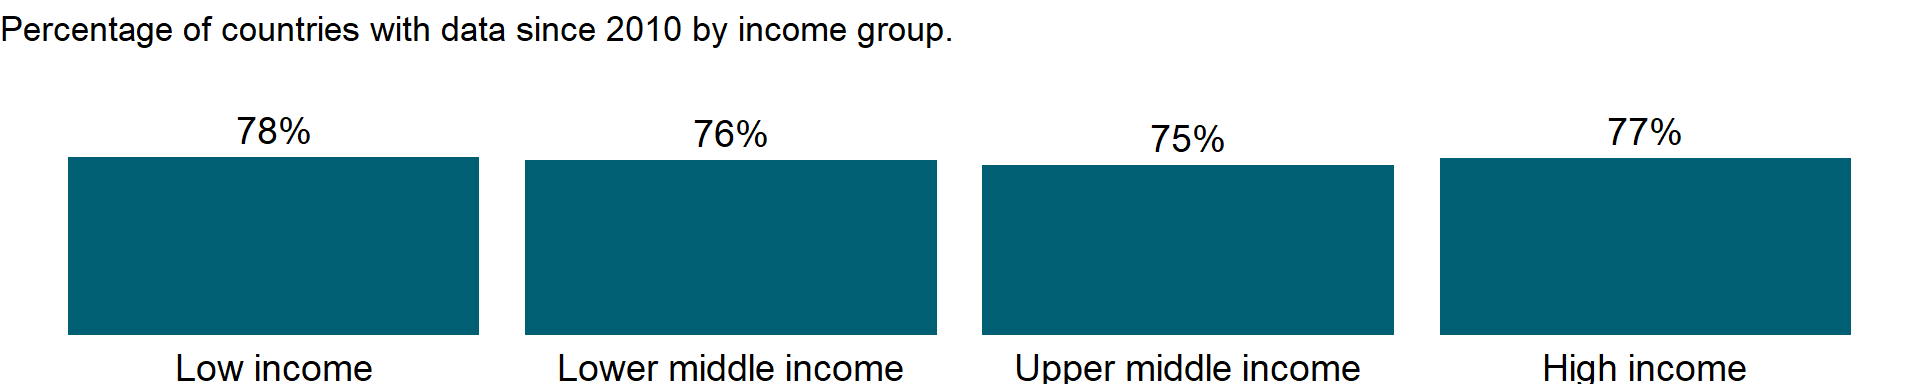 Percentage of countries with data since 2010 by income group.
78%
76%
75%
77%
Low income
Lower middle income
Upper middle income
High income